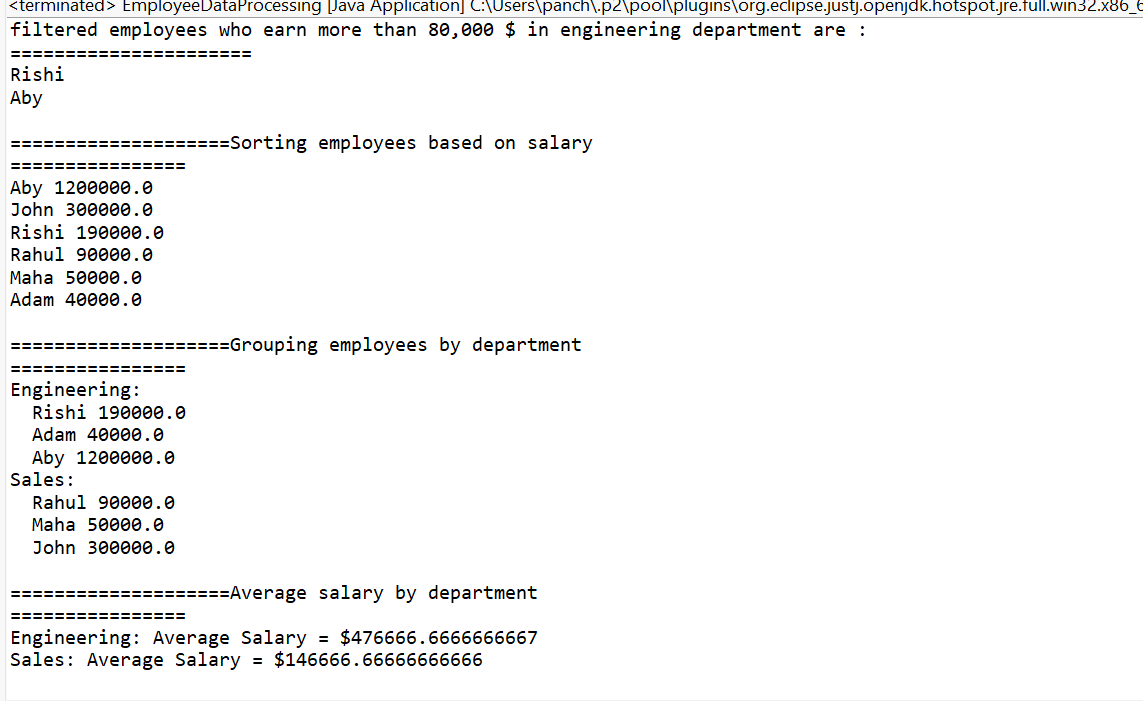 <terminated> EmployeeDataProcessing [Java Application] C:\Users\panch\.p2\pool\plugins\org.eclipse.justj.openjdk.hotspot.jre.full.win32.x86_6
filtered employees who earn more than 80,000 $ in engineering department are :
======================
Rishi
Aby
====================Sorting employees based on salary
================
Aby 1200000.0
John 300000.0
Rishi 190000.0
Rahul 90000.0
Maha 50000.0
Adam 40000.0
====================Grouping employees by department
================
Engineering:
  Rishi 190000.0
  Adam 40000.0
  Aby 1200000.0
Sales:
  Rahul 90000.0
  Maha 50000.0
  John 300000.0
====================Average salary by department
================
Engineering: Average Salary = $476666.6666666667
Sales: Average Salary = $146666.66666666666